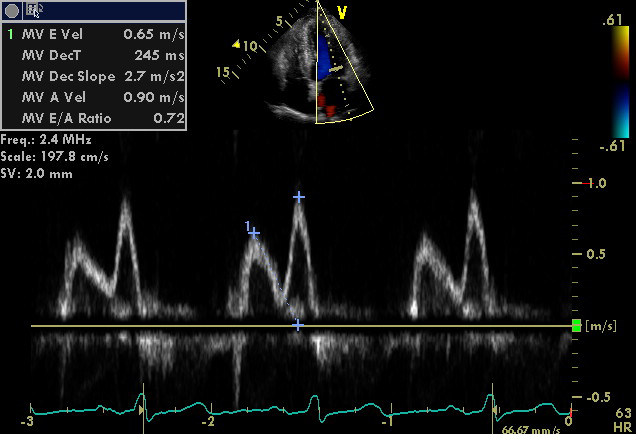 1 MV E Vel 0.65 m/s
MV DecT 245 ms
MV Dec Slope 2.7 m/s2
MV A Vel 0.90 m/s
MV E/A Ratio 0.72
Freq.: 2.4 MHz
Scale: 197.8 cm/s
SV: 2.0 mm
V
5
10
15
.61
-.61
1.0
0.5
[m/s]
-0.5
1
-3
-2
-1
0
66.67 mm/s
63
HR